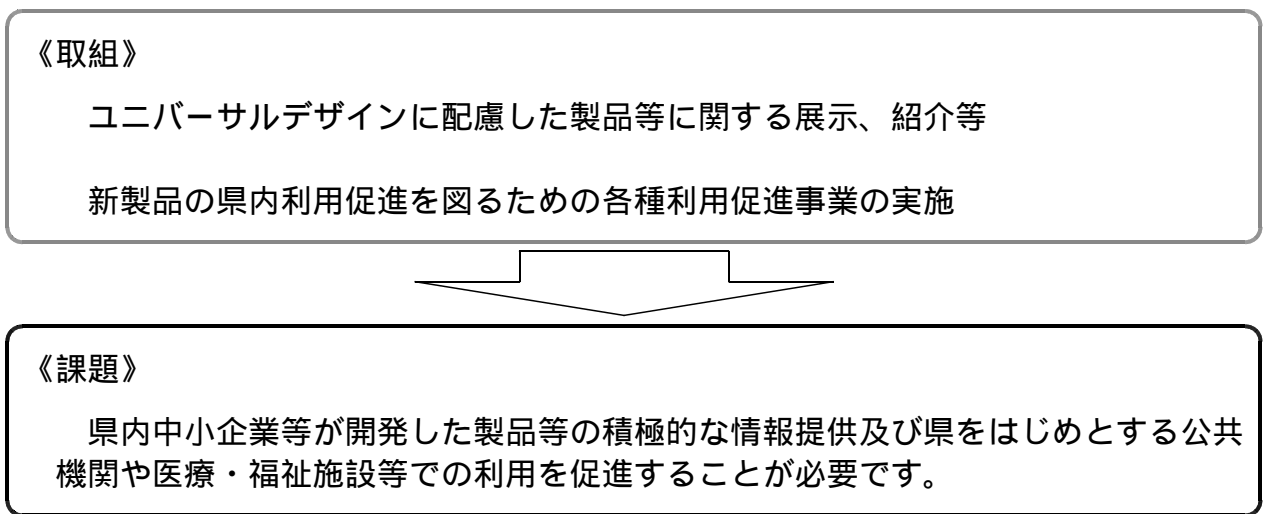 《取組》
ユニバーサルデザインに配慮した製品等に関する展示、紹介等
新製品の県内利用促進を図るための各種利用促進事業の実施
《課題》
県内中小企業等が開発した製品等の積極的な情報提供及び県をはじめとする公共
機関や医療・福祉施設等での利用を促進することが必要です。